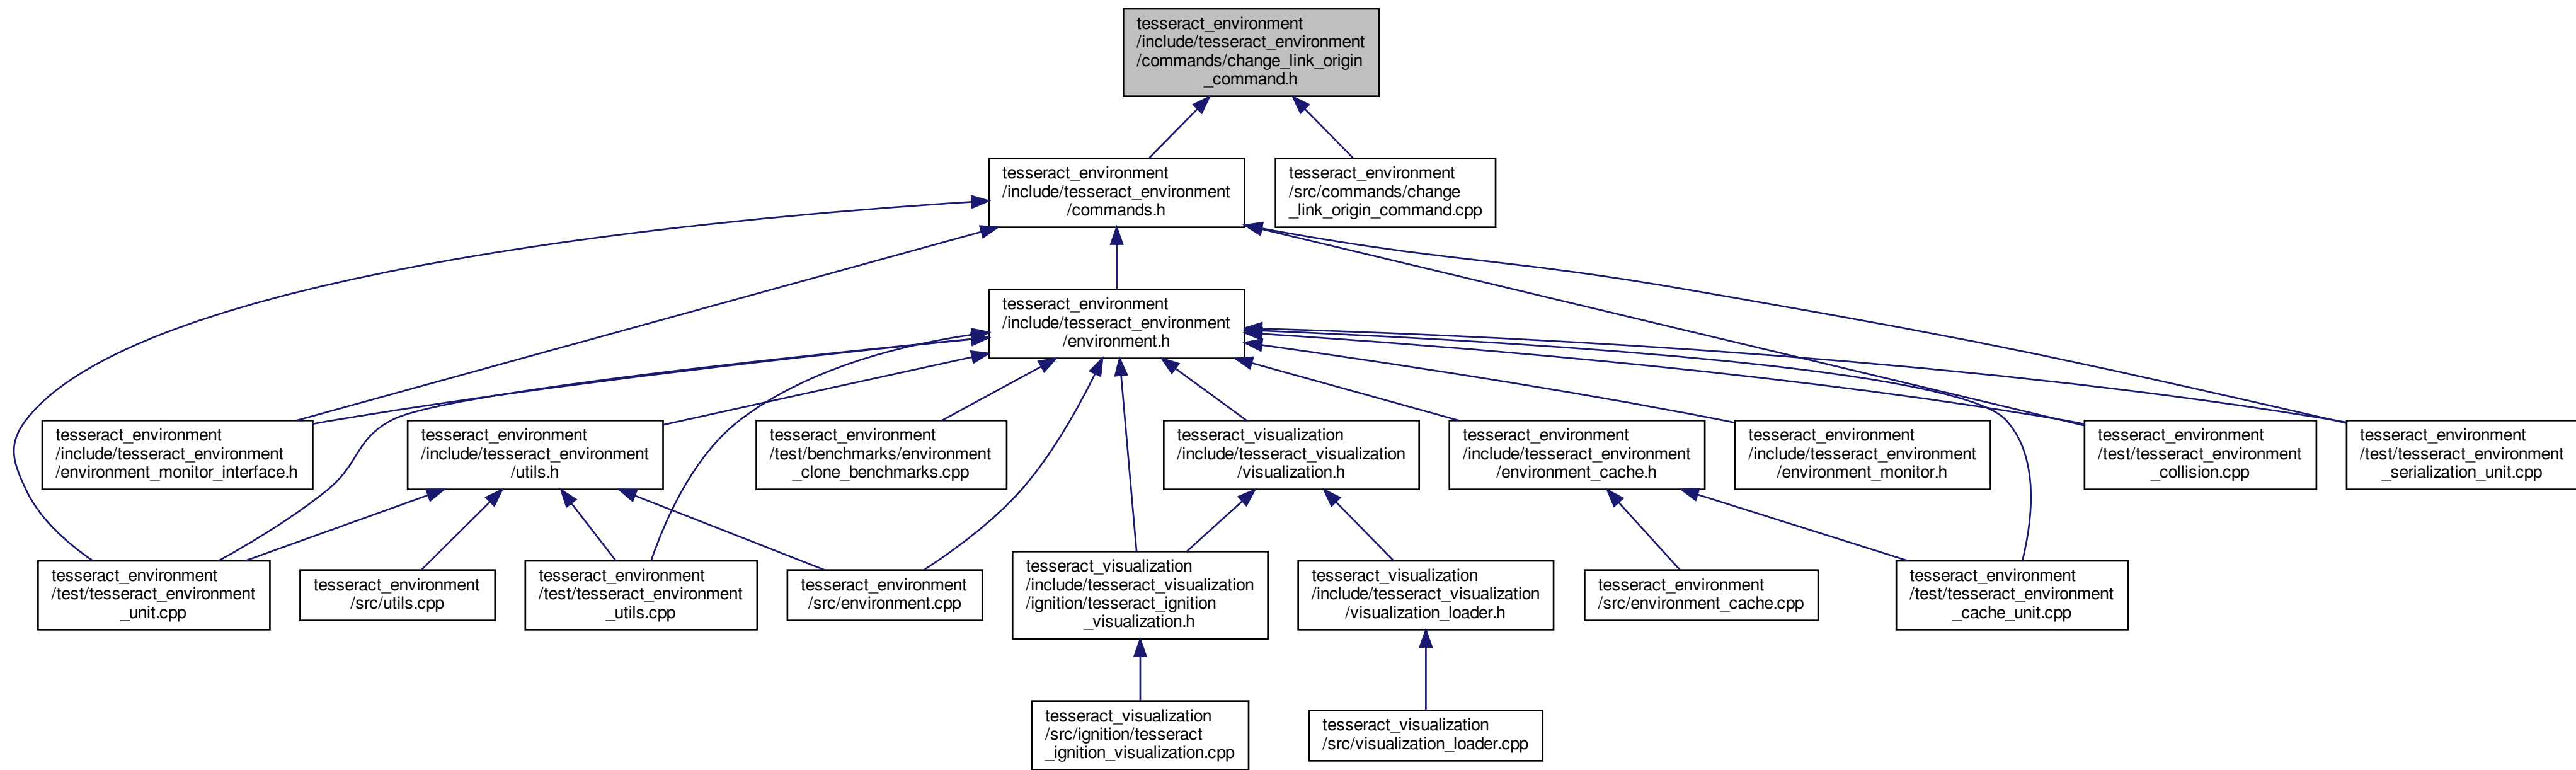 tesseract_environment
/include/tesseract_environment
/commands/change_link_origin
_command.h
tesseract_environment
/include/tesseract_environment
/commands.h
tesseract_environment
/src/commands/change
_link_origin_command.cpp
tesseract_environment
/include/tesseract_environment
/environment.h
tesseract_environment
/include/tesseract_environment
/environment_monitor_interface.h
tesseract_environment
/include/tesseract_environment
/utils.h
tesseract_environment
/test/benchmarks/environment
_clone_benchmarks.cpp
tesseract_visualization
/include/tesseract_visualization
/visualization.h
tesseract_environment
/include/tesseract_environment
/environment_cache.h
tesseract_environment
/include/tesseract_environment
/environment_monitor.h
tesseract_environment
/test/tesseract_environment
_collision.cpp
tesseract_environment
/test/tesseract_environment
_serialization_unit.cpp
tesseract_environment
/test/tesseract_environment
_unit.cpp
tesseract_environment
/src/utils.cpp
tesseract_environment
/test/tesseract_environment
_utils.cpp
tesseract_environment
/src/environment.cpp
tesseract_visualization
/include/tesseract_visualization
/ignition/tesseract_ignition
_visualization.h
tesseract_visualization
/include/tesseract_visualization
/visualization_loader.h
tesseract_environment
/src/environment_cache.cpp
tesseract_environment
/test/tesseract_environment
_cache_unit.cpp
tesseract_visualization
/src/ignition/tesseract
_ignition_visualization.cpp
tesseract_visualization
/src/visualization_loader.cpp